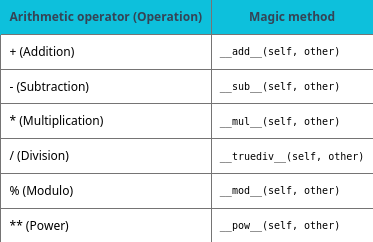 Arithmetic operator (Operation) Magic method
+ (Addition) __add__(self, other)
- (Subtraction) __sub__(self, other)
* (Multiplication) __mul__(self, other)
/ (Division) __truediv__(self, other)
% (Modulo) __mod__(self, other)
** (Power) __pow__(self, other)